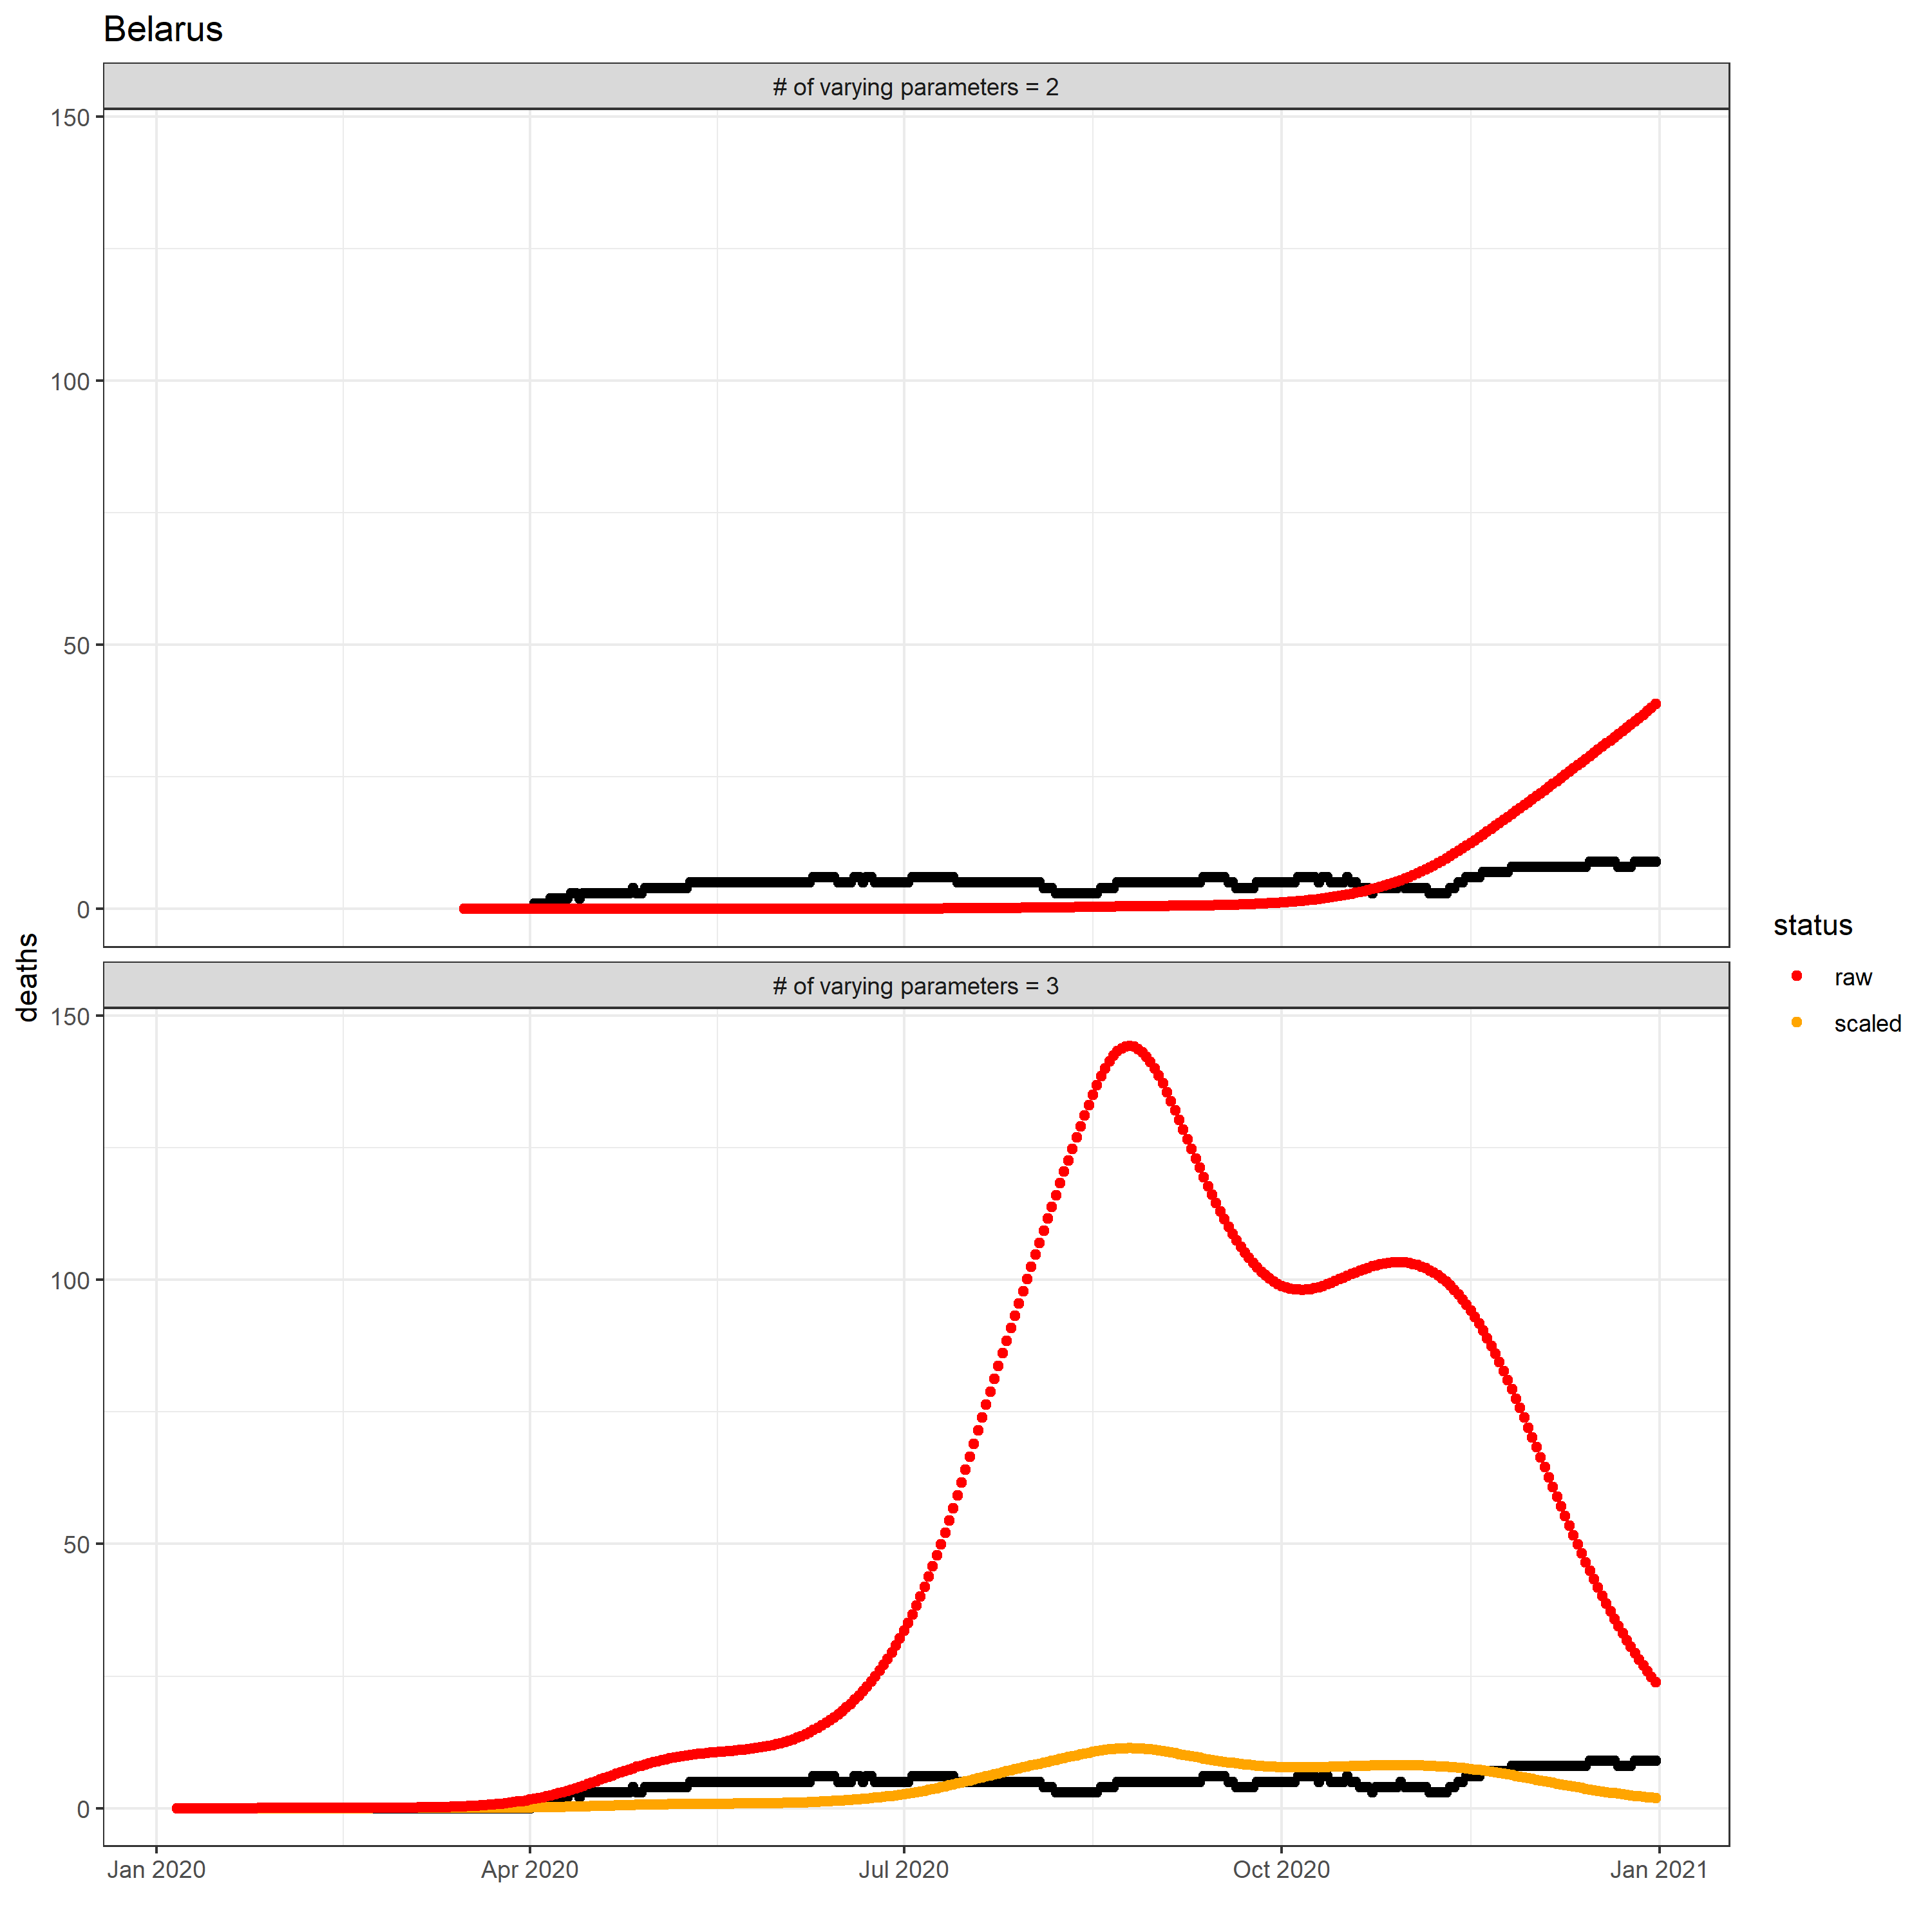 Belarus
# of varying parameters = 2
150
100
50
0
# of varying parameters = 3
150
100
50
0
deaths
Jan 2020
Apr 2020
Jul 2020
Oct 2020
Jan 2021
status
raw
scaled